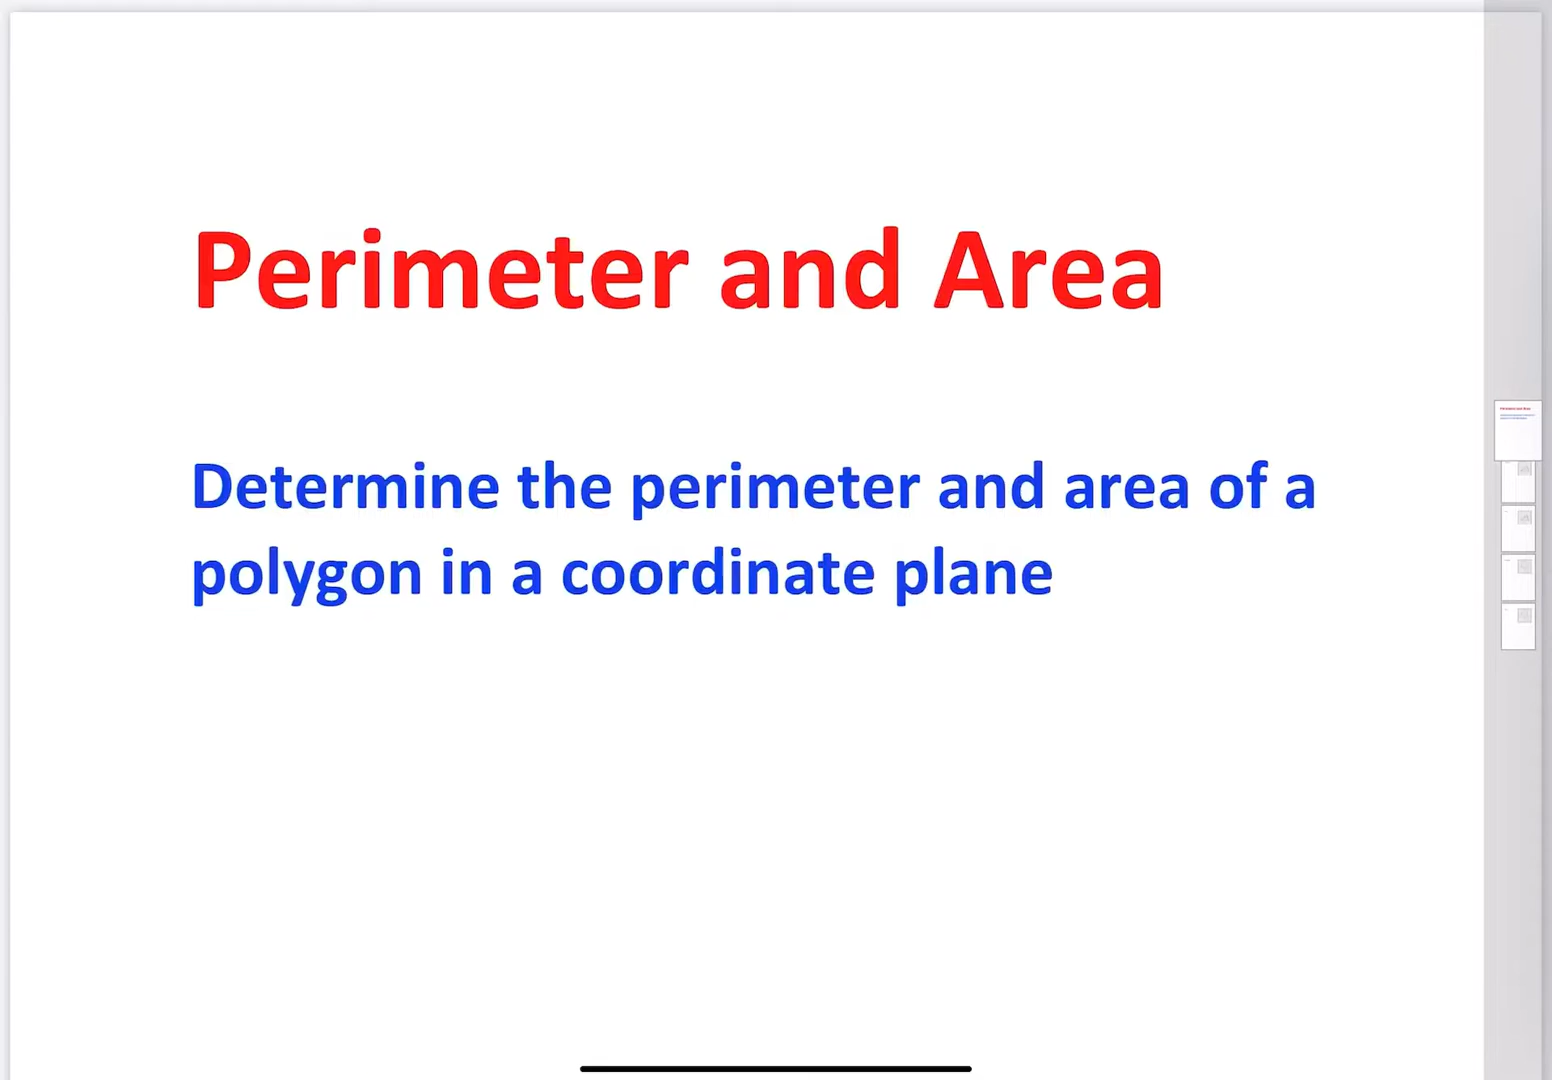 Perimeter and Area
Determine the perimeter and area of a
polygon in a coordinate plane